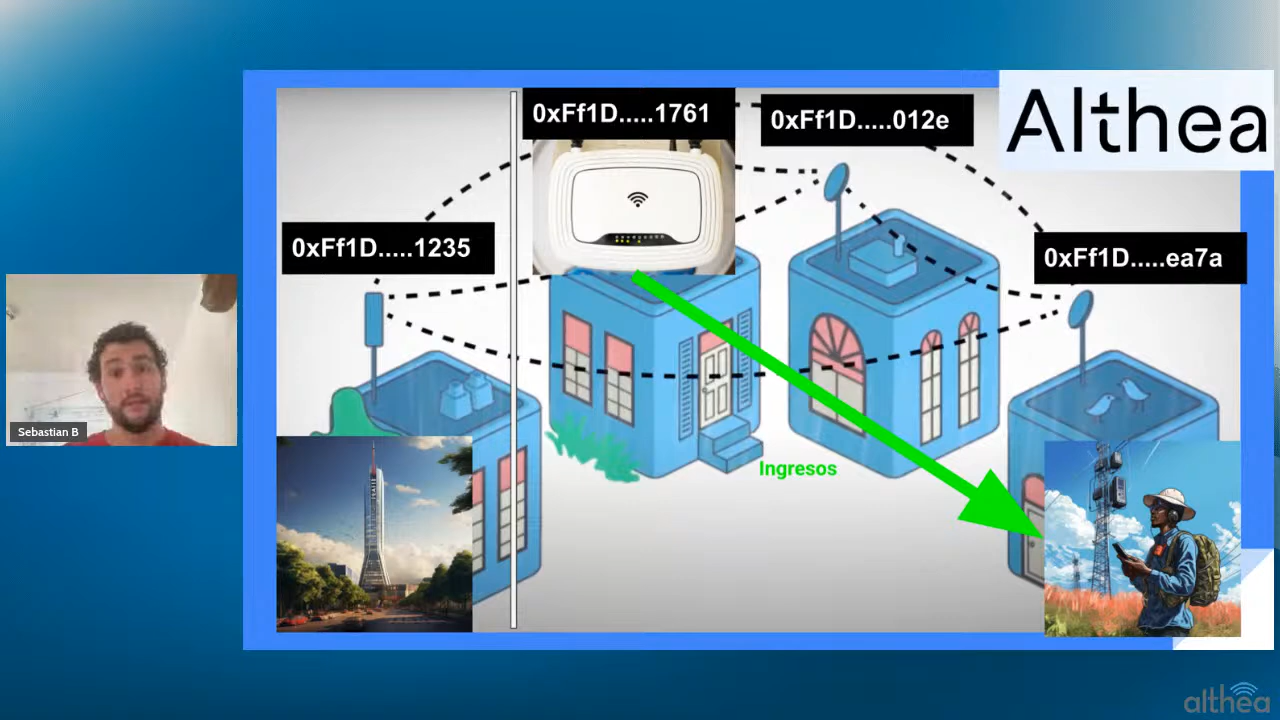 0xFf1D.....1761
0xFf1D.....012e
Althea
0xFf1D.....1235
0xFf1D.....ea7a
Sebastian B
Ingresos
althea